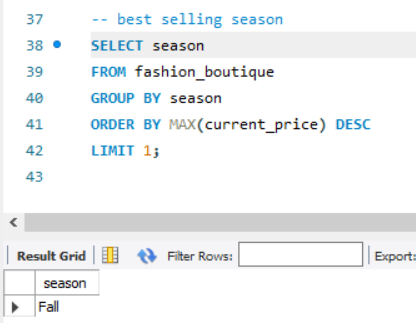 37 -- best selling season
38 SELECT season
39 FROM fashion_boutique
40 GROUP BY season
41 ORDER BY MAX(current_price) DESC
42 LIMIT 1;
43
Result Grid Filter Rows: Export:
season
Fall